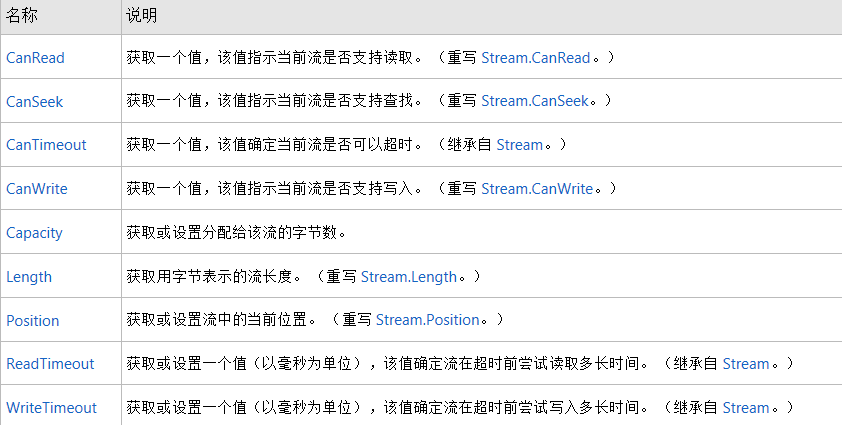 名称 说明
CanRead 获取一个值，该值指示当前流是否支持读取。 （重写 Stream.CanRead。）
CanSeek 获取一个值，该值指示当前流是否支持查找。 （重写 Stream.CanSeek。）
CanTimeout 获取一个值，该值确定当前流是否可以超时。 （继承自 Stream。）
CanWrite 获取一个值，该值指示当前流是否支持写入。 （重写 Stream.CanWrite。）
Capacity 获取或设置分配给该流的字节数。
Length 获取用字节表示的流长度。 （重写 Stream.Length。）
Position 获取或设置流中的当前位置。 （重写 Stream.Position。）
ReadTimeout 获取或设置一个值（以毫秒为单位），该值确定流在超时前尝试读取多长时间。 （继承自 Stream。）
WriteTimeout 获取或设置一个值（以毫秒为单位），该值确定流在超时前尝试写入多长时间。 （继承自 Stream。）